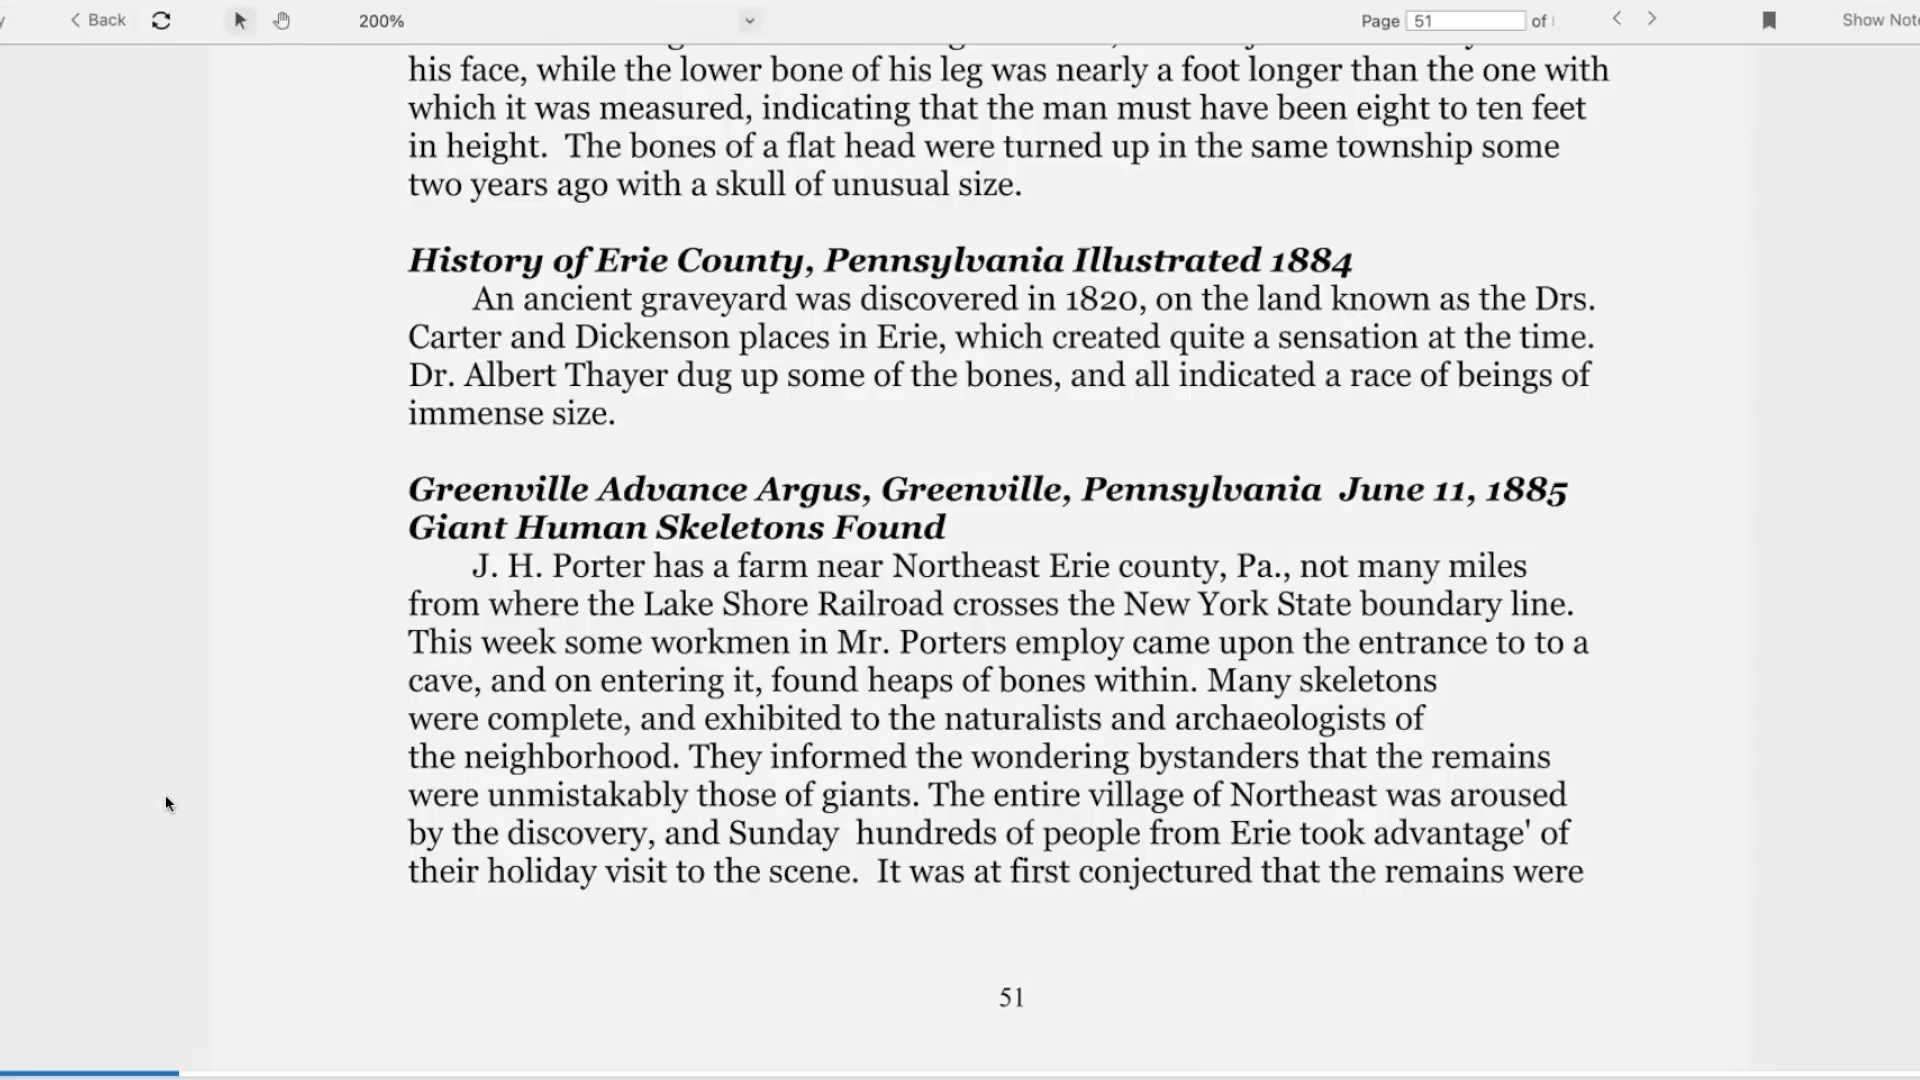 Back
200%
Page 51 of
Show Note
his face, while the lower bone of his leg was nearly a foot longer than the one with
which it was measured, indicating that the man must have been eight to ten feet
in height.  The bones of a flat head were turned up in the same township some
two years ago with a skull of unusual size.
History of Erie County, Pennsylvania Illustrated 1884
An ancient graveyard was discovered in 1820, on the land known as the Drs.
Carter and Dickenson places in Erie, which created quite a sensation at the time.
Dr. Albert Thayer dug up some of the bones, and all indicated a race of beings of
immense size.
Greenville Advance Argus, Greenville, Pennsylvania  June 11, 1885
Giant Human Skeletons Found
J. H. Porter has a farm near Northeast Erie county, Pa., not many miles
from where the Lake Shore Railroad crosses the New York State boundary line.
This week some workmen in Mr. Porters employ came upon the entrance to to a
cave, and on entering it, found heaps of bones within. Many skeletons
were complete, and exhibited to the naturalists and archaeologists of
the neighborhood. They informed the wondering bystanders that the remains
were unmistakably those of giants. The entire village of Northeast was aroused
by the discovery, and Sunday  hundreds of people from Erie took advantage' of
their holiday visit to the scene.  It was at first conjectured that the remains were
51